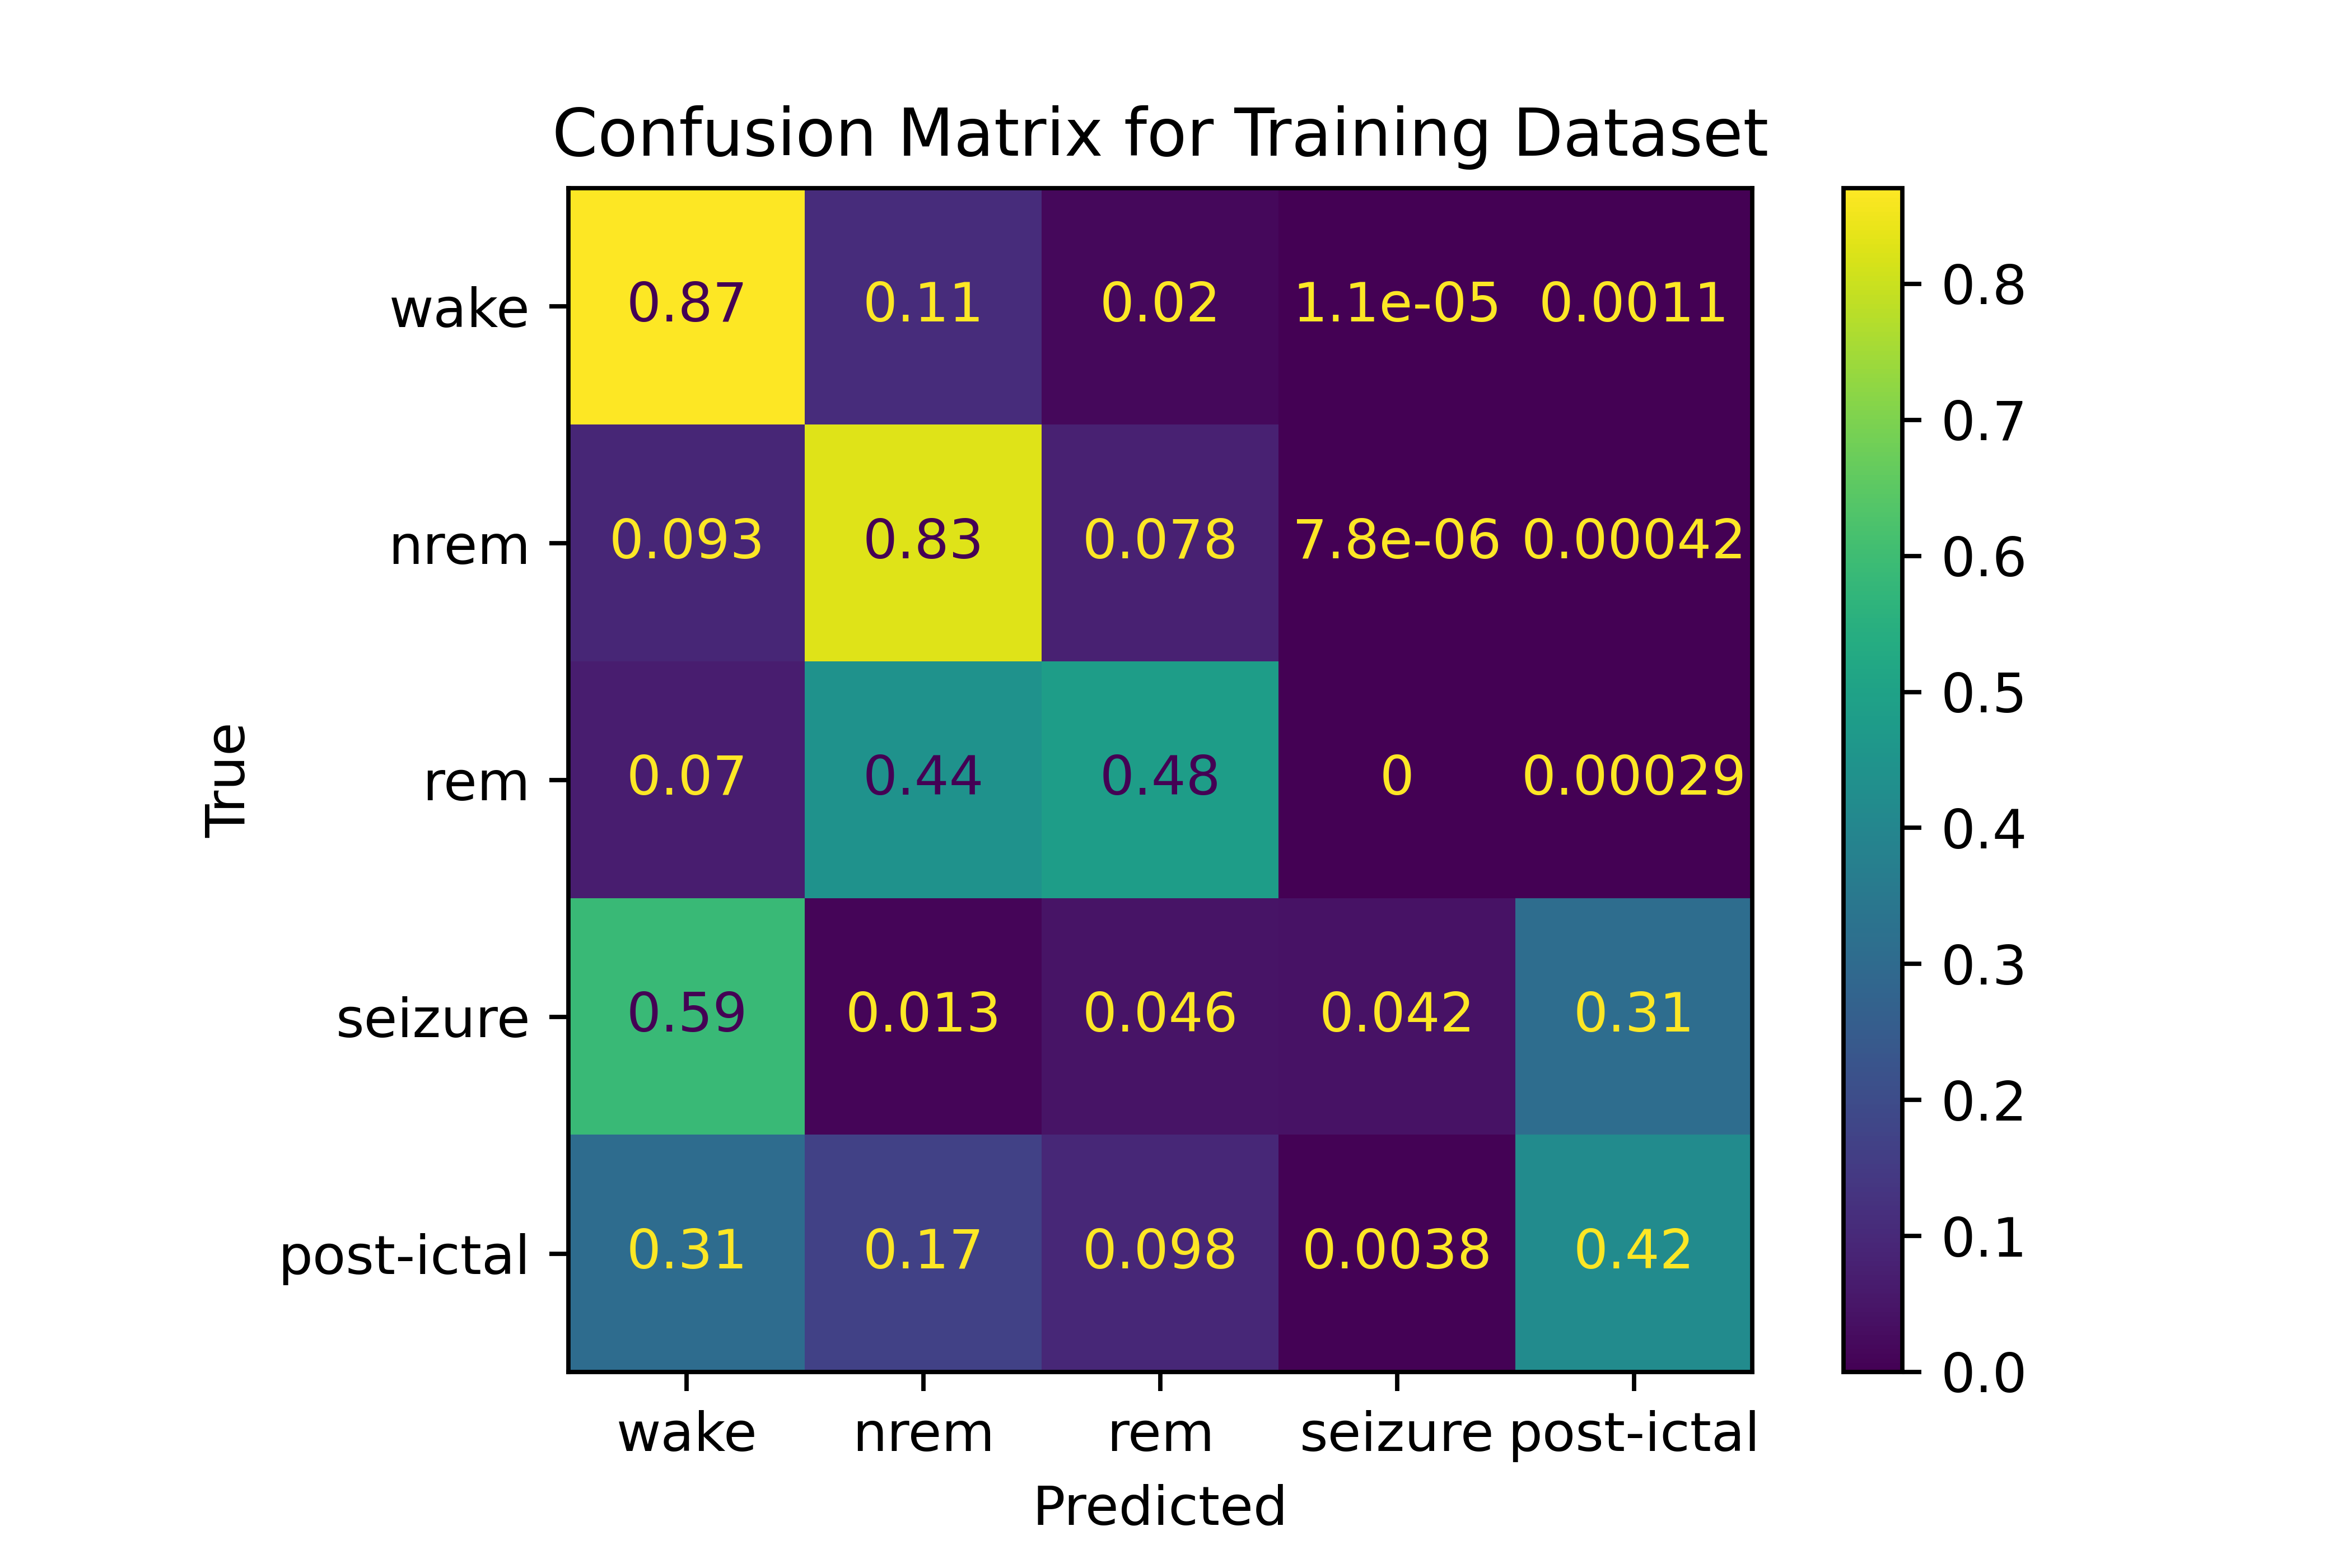 Confusion Matrix for Training Dataset
wake 0.87 0.11 0.02 1.1e-05 0.0011
nrem 0.093 0.83 0.078 7.8e-06 0.00042
rem 0.07 0.44 0.48 0 0.00029
seizure 0.59 0.013 0.046 0.042 0.31
post-ictal 0.31 0.17 0.098 0.0038 0.42
True
wake nrem rem seizure post-ictal
Predicted
0.8
0.7
0.6
0.5
0.4
0.3
0.2
0.1
0.0